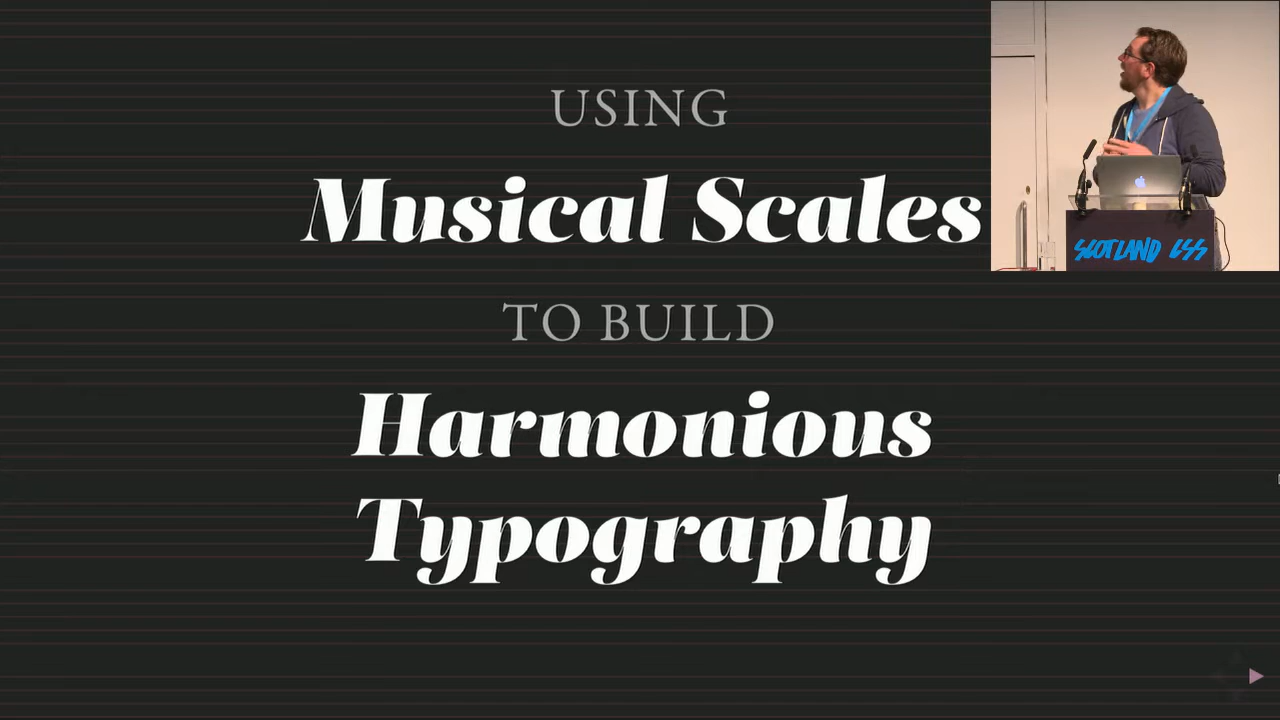 USING
Musical Scales
TO BUILD
Harmonious
Typography
SCOTLAND CSS